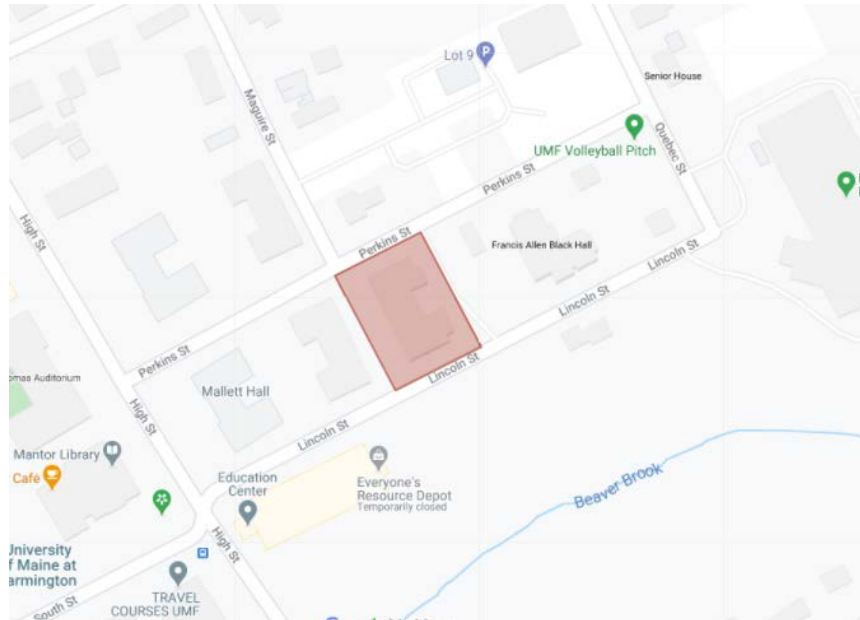 Lot 9
Senior House
Maguire St
Quebec St
UMF Volleyball Pitch
Perkins St
High St
Perkins St
Francis Allen Black Hall
Lincoln St
Lincoln St
Perkins St
Lincoln St
omas Auditorium
Mallett Hall
High St
Lincoln St
Mantor Library
Café
Education
Center
Everyone's
Resource Depot
Temporarily closed
Beaver Brook
High St
University
f Maine at
armington
TRAVEL
COURSES UMF
South St